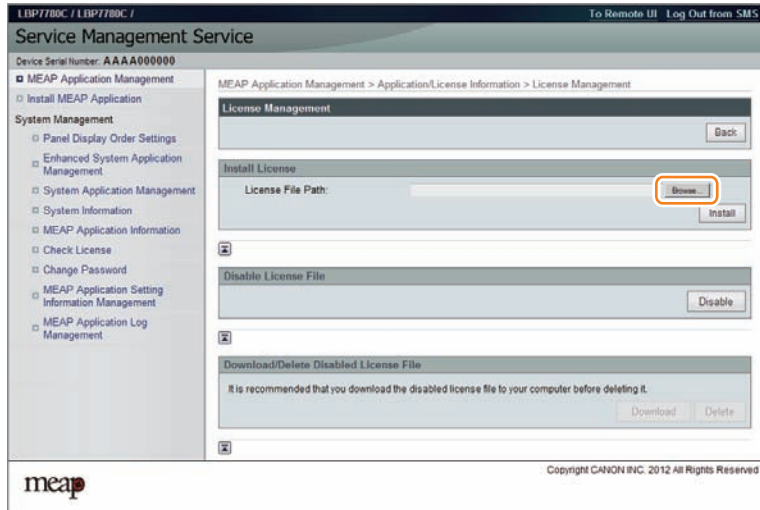 LBP7780C / LBP7780C /
To Remote UI Log Out from SMS
Service Management Service
Device Serial Number: AAAA000000
MEAP Application Management
Install MEAP Application
System Management
Panel Display Order Settings
Enhanced System Application
Management
System Application Management
System Information
MEAP Application Information
Check License
Change Password
MEAP Application Setting
Information Management
MEAP Application Log
Management
MEAP Application Management > Application/License Information > License Management
License Management
Back
Install License
License File Path:
Browse...
Install
Disable License File
Disable
Download/Delete Disabled License File
It is recommended that you download the disabled license file to your computer before deleting it.
Download Delete
meap
Copyright CANON INC. 2012 All Rights Reserved